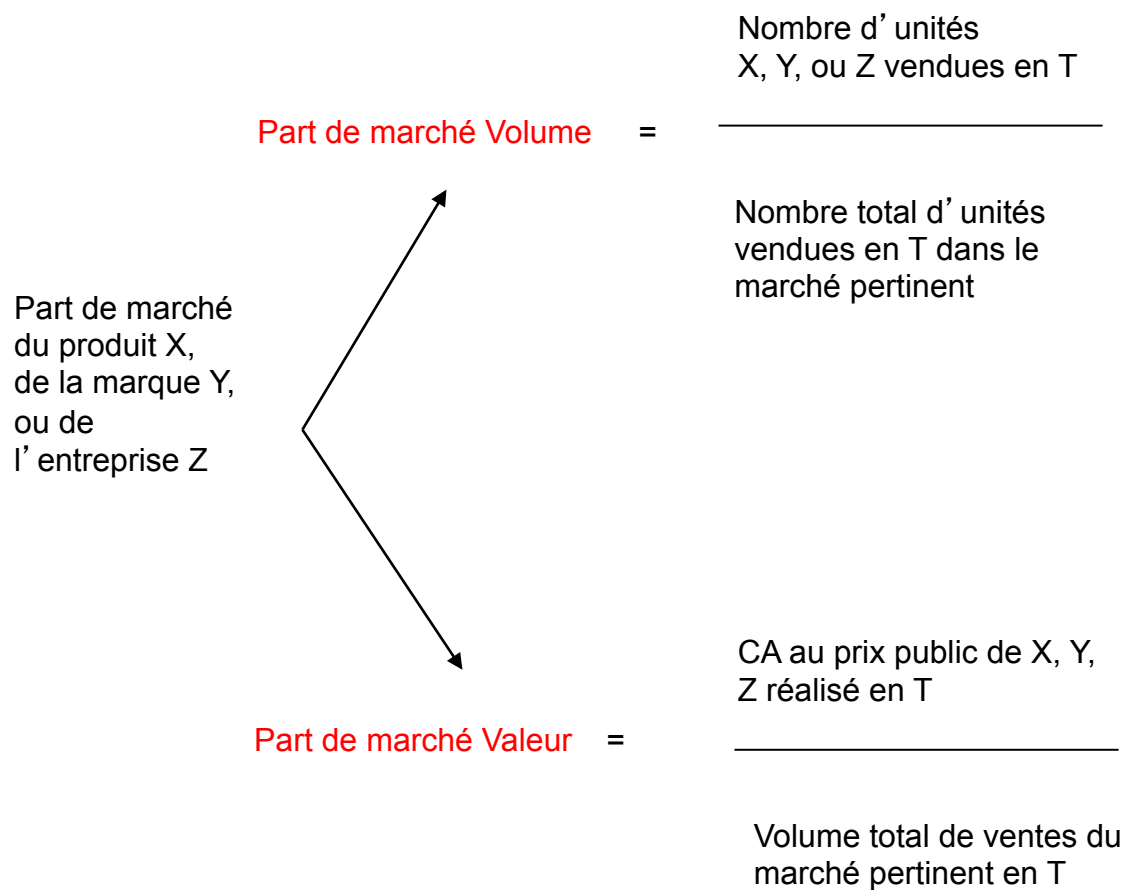 Nombre d’unités
X, Y, ou Z vendues en T
Part de marché Volume =
Nombre total d’unités
vendues en T dans le
marché pertinent
Part de marché
du produit X,
de la marque Y,
ou de
l’entreprise Z
CA au prix public de X, Y,
Z réalisé en T
Part de marché Valeur =
Volume total de ventes du
marché pertinent en T